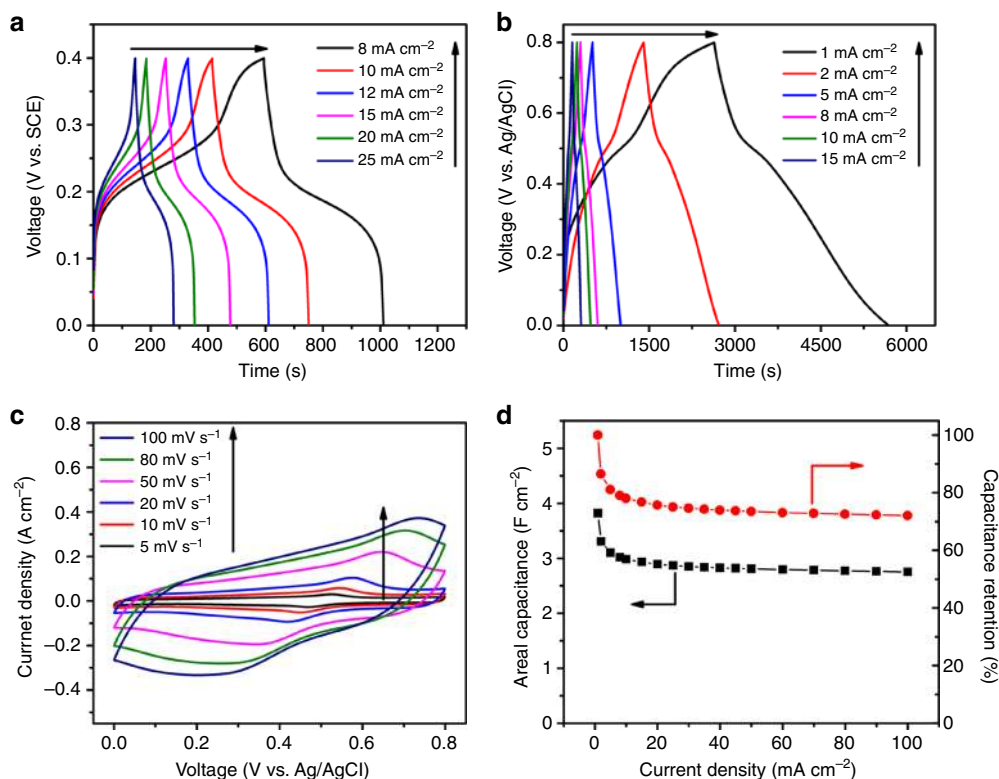 a
0.4
0.3
0.2
0.1
0.0
Voltage (V vs. SCE)
8 mA cm−2
10 mA cm−2
12 mA cm−2
15 mA cm−2
20 mA cm−2
25 mA cm−2
0 200 400 600 800 1000 1200
Time (s)
b
0.8
0.6
0.4
0.2
0.0
Voltage (V vs. Ag/AgCl)
1 mA cm−2
2 mA cm−2
5 mA cm−2
8 mA cm−2
10 mA cm−2
15 mA cm−2
0 1500 3000 4500 6000
Time (s)
c
0.8
0.6
0.4
0.2
0.0
−0.2
−0.4
Currnet density (A cm−2)
100 mV s−1
80 mV s−1
50 mV s−1
20 mV s−1
10 mV s−1
5 mV s−1
0.0 0.2 0.4 0.6 0.8
Voltage (V vs. Ag/AgCl)
d
5
4
3
2
1
0
Areal capacitance (F cm−2)
100
80
60
40
20
0
Capacitance retention (%)
0 20 40 60 80 100
Current density (mA cm−2)